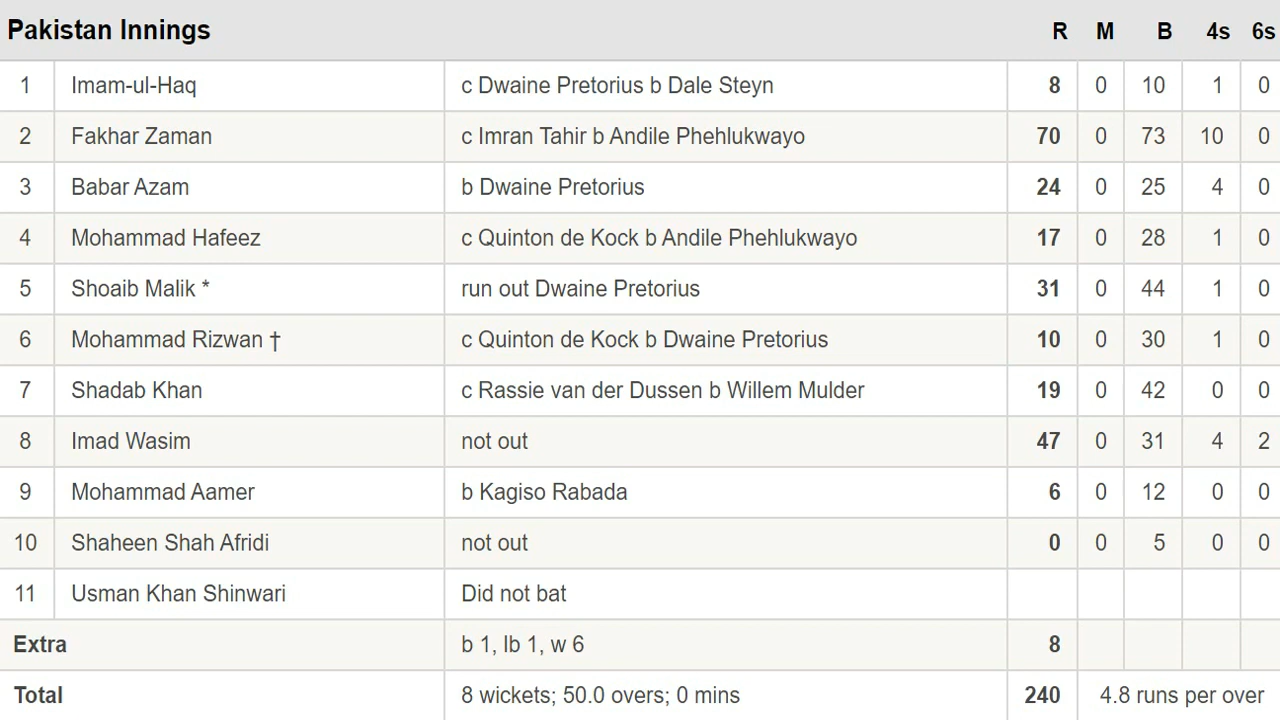 Pakistan Innings R M B 4s 6s
1 Imam-ul-Haq c Dwaine Pretorius b Dale Steyn 8 0 10 1 0
2 Fakhar Zaman c Imran Tahir b Andile Phehlukwayo 70 0 73 10 0
3 Babar Azam b Dwaine Pretorius 24 0 25 4 0
4 Mohammad Hafeez c Quinton de Kock b Andile Phehlukwayo 17 0 28 1 0
5 Shoaib Malik * run out Dwaine Pretorius 31 0 44 1 0
6 Mohammad Rizwan † c Quinton de Kock b Dwaine Pretorius 10 0 30 1 0
7 Shadab Khan c Rassie van der Dussen b Willem Mulder 19 0 42 0 0
8 Imad Wasim not out 47 0 31 4 2
9 Mohammad Aamer b Kagiso Rabada 6 0 12 0 0
10 Shaheen Shah Afridi not out 0 0 5 0 0
11 Usman Khan Shinwari Did not bat
Extra b 1, lb 1, w 6 8
Total 8 wickets; 50.0 overs; 0 mins 240 4.8 runs per over